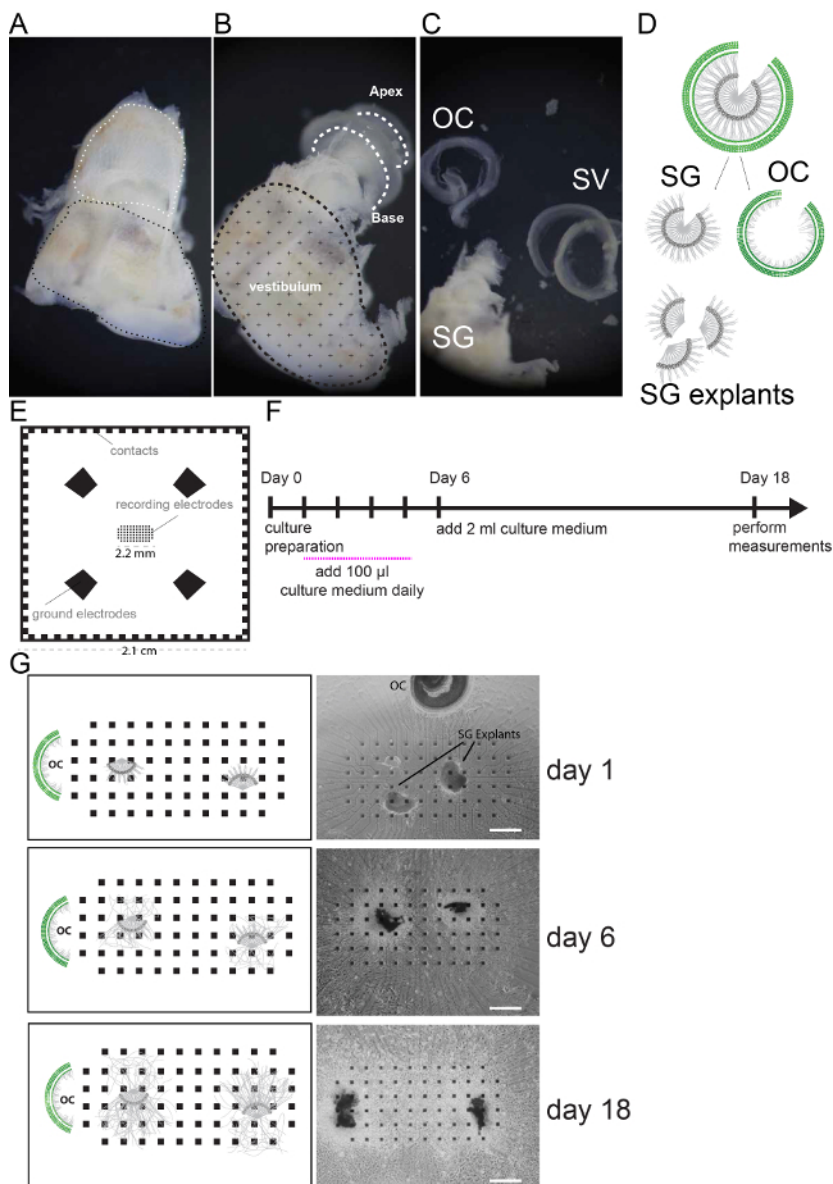 A
B
C
D
Apex
Base
vestibulum
OC
SV
SG
SG
OC
SG explants
E
contacts
recording electrodes
2.2 mm
ground electrodes
2.1 cm
F
Day 0
Day 6
Day 18
culture
preparation
add 100 µl
culture medium daily
add 2 ml culture medium
perform
measurements
G
OC
OC
SG Explants
day 1
OC
day 6
OC
day 18